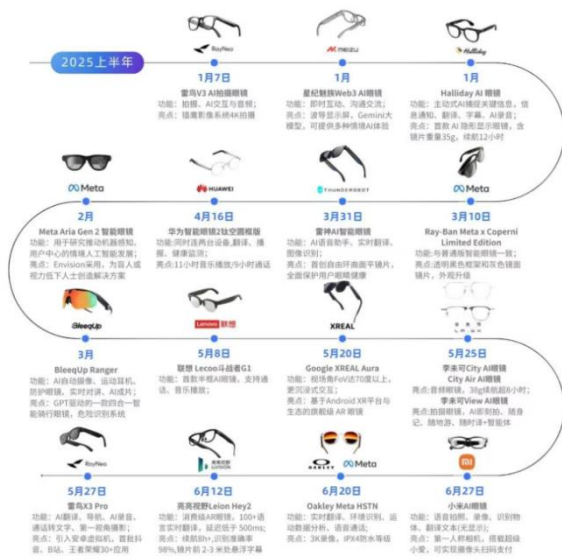 2025上半年
RayNeo
1月7日
雷鸟V3 AI拍摄眼镜
功能：拍摄、AI交互与音频；
亮点：猎鹰影像系统4K拍摄
MEIZU
1月
星纪魅族Web3 AI眼镜
功能：即时互动、沟通交流；
亮点：波导显示屏，Gemini大
模型，可提供多种情境AI体验
Halliday
1月
Halliday AI 眼镜
功能：主动式AI捕捉关键信息，信
息通知、翻译、字幕、AI录音；
亮点：首款 AI 隐形显示眼镜，含
镜片重量35g，续航12小时
Meta
2月
Meta Aria Gen 2 智能眼镜
功能：用于研究推动机器感知、
用户中心的情境人工智能发展；
亮点：Envision采用，为盲人或
视力低下人士创造解决方案
HUAWEI
4月16日
华为智能眼镜2钛空圆框版
功能:同时连两台设备,翻译、播
报、健康监测；
亮点:11小时音乐播放/9小时通话
THUNDEROBOT
3月31日
雷神AI智能眼镜
功能：AI语音助手、实时翻译、
图像识别；
亮点：首创自由环曲面平镜片，
全面保护用户眼睛健康
Meta
3月10日
Ray-Ban Meta x Coperni
Limited Edition
功能:与普通版智能眼镜一致；
亮点:透明黑色框架和灰色镜面
镜片，外观升级
BleeqUp
3月
BleeqUp Ranger
功能：AI自动摄像、运动耳机、
防护眼镜、实时对讲、AI成片；
亮点：GPT驱动的一款四合一智
能骑行眼镜，危险识别系统
Lenovo 联想
5月8日
联想 Lecoo斗战者G1
功能：首款半框AI眼镜，支持通
话、音乐播放；
XREAL
5月20日
Google XREAL Aura
功能：视场角FoV达70度以上，
更沉浸式交互；
亮点：基于Android XR平台与
生态的旗舰级 AR 眼镜
5月25日
李未可City AI眼镜
City Air AI眼镜
亮点:音频眼镜，38g续航超8小时；
李未可View AI眼镜
亮点:拍摄眼镜，AI即刻拍、随身
记、随地游、随时译+智能体
RayNeo
5月27日
雷鸟X3 Pro
功能：AI翻译、导航、AI录音、
通话转文字、第一视角摄影；
亮点：引入安卓虚拟机，首批抖
音、B站、王者荣耀30+应用
亮亮视野
LLVISION
6月12日
亮亮视野Leion Hey2
功能：消费级AR眼镜，100+语
言实时翻译，延迟低于 500ms；
亮点：续航8h+,识别准确率
98%,镜片前 2-3 米处悬浮字幕
OAKLEY Meta
6月20日
Oakley Meta HSTN
功能：实时翻译、环境识别、运
动数据分析、语音通话；
亮点：3K录像，IPX4防水等级
6月27日
小米AI眼镜
功能：语音拍照、录像、识别物
体、翻译文本(无显示)；
亮点：第一人称相机，搭载超级
小爱，可实现摄像头扫码支付